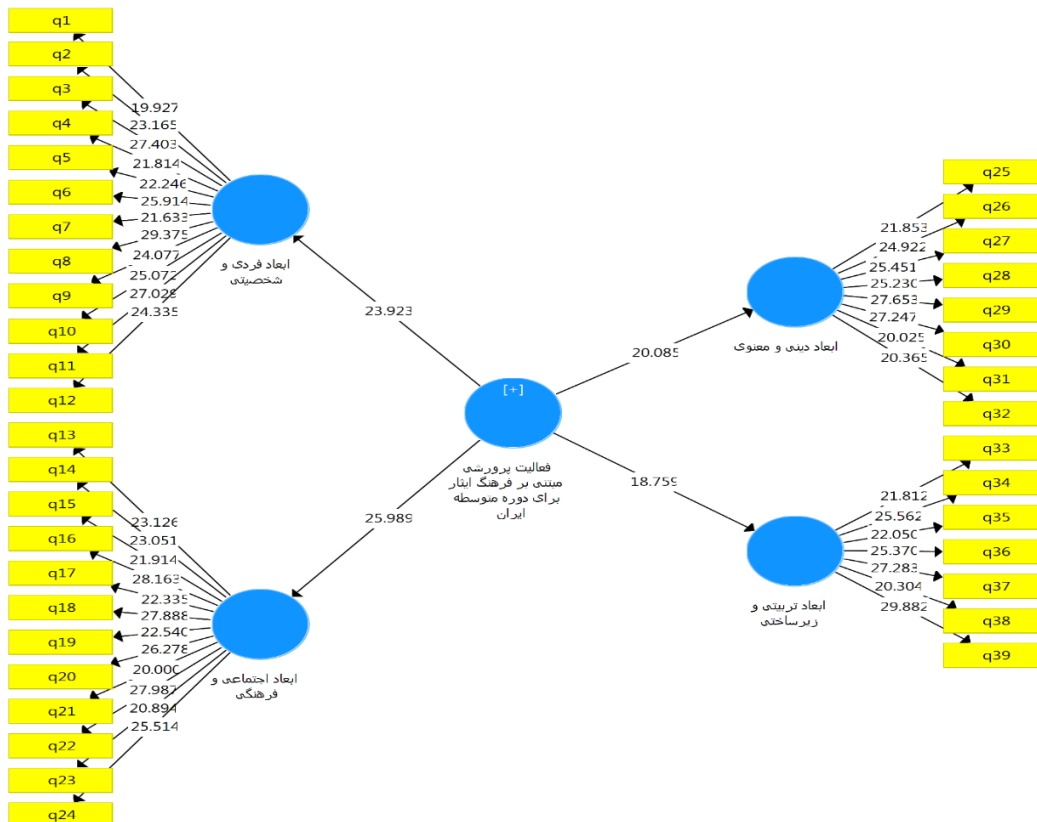 q1
q2
q3
q4
q5
q6
q7
q8
q9
q10
q11
q12
19.927
23.165
27.403
21.814
22.246
25.914
21.633
29.375
24.077
25.072
27.029
24.335
ابعاد فردی و
شخصیتی
23.923
q13
q14
q15
q16
q17
q18
q19
q20
q21
q22
q23
q24
23.126
23.051
21.914
28.163
22.335
27.888
22.540
26.278
20.000
27.987
20.894
25.514
ابعاد اجتماعی و
فرهنگی
25.989
[+]
فعالیت پرورشی
مبتنی بر فرهنگ ایثار
برای دوره متوسطه
ایران
20.085
18.759
ابعاد دینی و معنوی
21.853
24.922
25.451
25.230
27.653
27.247
20.025
20.365
q25
q26
q27
q28
q29
q30
q31
q32
ابعاد تربیتی و
زیرساختی
21.812
25.562
22.050
25.370
27.283
20.304
29.882
q33
q34
q35
q36
q37
q38
q39